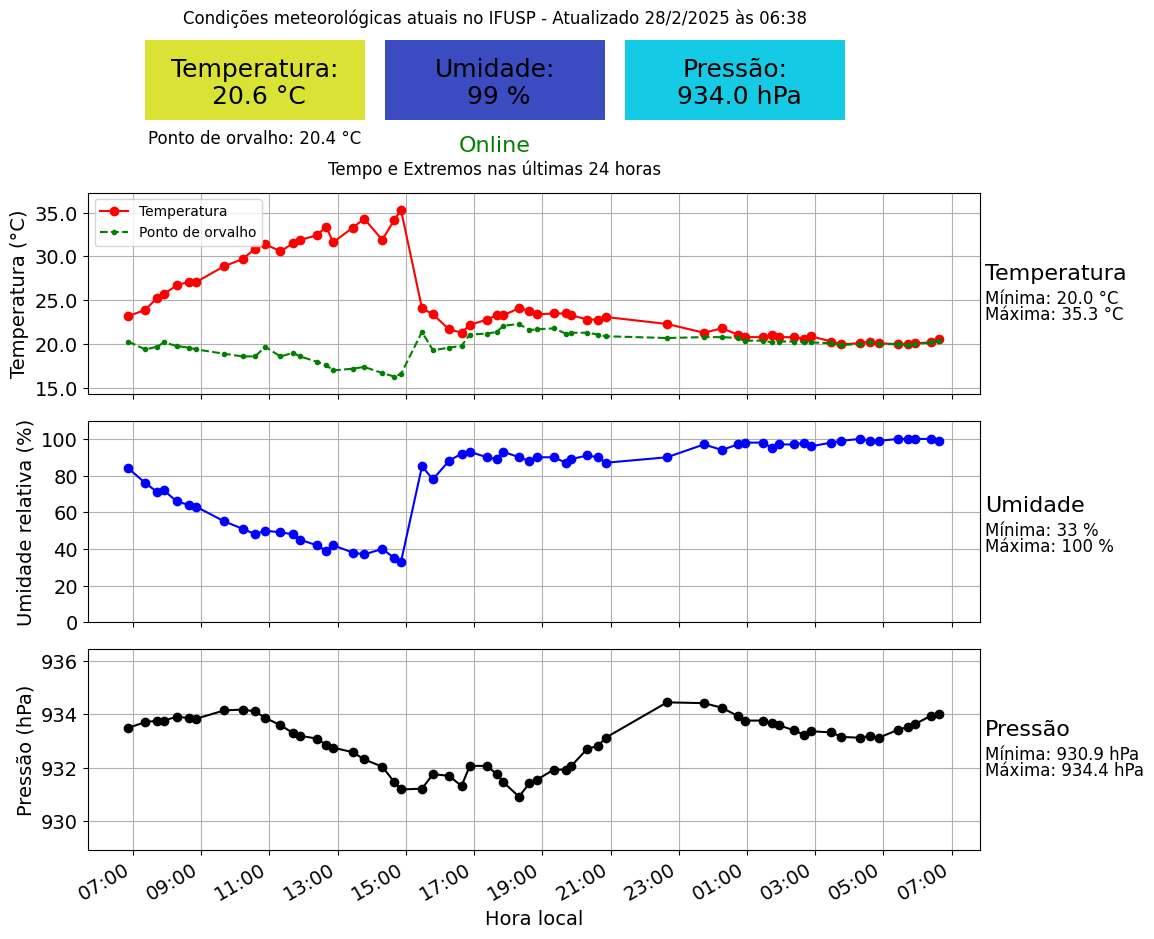 Condições meteorológicas atuais no IFUSP - Atualizado 28/2/2025 às 06:38
Temperatura:
20.6 °C
Umidade:
99 %
Pressão:
934.0 hPa
Ponto de orvalho: 20.4 °C
Online
Tempo e Extremos nas últimas 24 horas
Temperatura (°C)
35.0
30.0
25.0
20.0
15.0
Temperatura
Ponto de orvalho
Temperatura
Mínima: 20.0 °C
Máxima: 35.3 °C
Umidade relativa (%)
100
80
60
40
20
0
Umidade
Mínima: 33 %
Máxima: 100 %
Pressão (hPa)
936
934
932
930
Pressão
Mínima: 930.9 hPa
Máxima: 934.4 hPa
07:00 09:00 11:00 13:00 15:00 17:00 19:00 21:00 23:00 01:00 03:00 05:00 07:00
Hora local